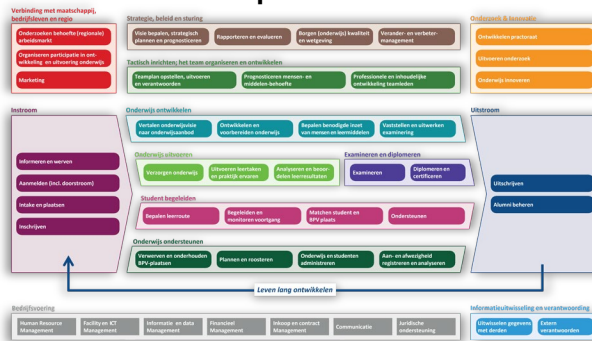 Verbinding met maatschappij,
bedrijfsleven en regio
Onderzoeken behoefte (regionale)
arbeidsmarkt
Organiseren participatie in ont-
wikkeling en uitvoering onderwijs
Marketing
Strategie, beleid en sturing
Visie bepalen, strategisch
plannen en prognosticeren
Rapporteren en evalueren
Borgen (onderwijs) kwaliteit
en wetgeving
Verander- en verbeter-
management
Tactisch inrichten; het team organiseren en ontwikkelen
Teamplan opstellen, uitvoeren
en verantwoorden
Prognosticeren mensen- en
middelen-behoefte
Professionele en inhoudelijke
ontwikkeling teamleden
Onderzoek & Innovatie
Ontwikkelen practoraat
Uitvoeren onderzoek
Onderwijs innoveren
Instroom
Informeren en werven
Aanmelden (incl. doorstroom)
Intake en plaatsen
Inschrijven
Onderwijs ontwikkelen
Vertalen onderwijsvisie
naar onderwijsaanbod
Ontwikkelen en
voorbereiden onderwijs
Bepalen benodigde inzet
van mensen en leermiddelen
Vaststellen en uitwerken
examinering
Onderwijs uitvoeren
Verzorgen onderwijs
Uitvoeren leertaken
en praktijk ervaren
Analyseren en beoor-
delen leerresultaten
Examineren en diplomeren
Examineren
Diplomeren en
certificeren
Student begeleiden
Bepalen leerroute
Begeleiden en
monitoren voortgang
Matchen student en
BPV plaats
Ondersteunen
Onderwijs ondersteunen
Verwerven en onderhouden
BPV-plaatsen
Plannen en roosteren
Onderwijs en studenten
administreren
Aan- en afwezigheid
registreren en analyseren
Uitstroom
Uitschrijven
Alumni beheren
Leven lang ontwikkelen
Bedrijfsvoering
Human Resource
Management
Facility en ICT
Management
Informatie en data
Management
Financieel
Management
Inkoop en contract
Management
Communicatie
Juridische
ondersteuning
Informatieuitwisseling en verantwoording
Uitwisselen gegevens
met derden
Extern
verantwoorden